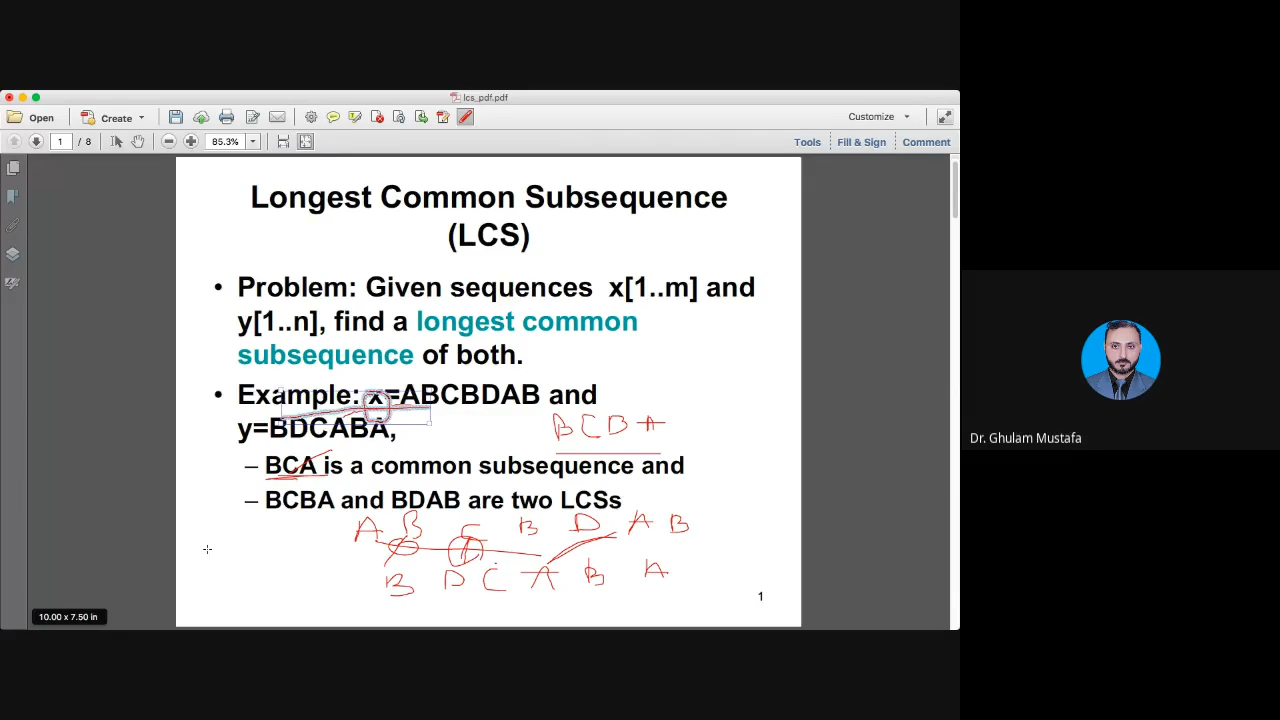 lcs_pdf.pdf
Open Create Customize
1 / 8 85.3% Tools Fill & Sign Comment
Longest Common Subsequence
(LCS)
• Problem: Given sequences x[1..m] and
y[1..n], find a longest common
subsequence of both.
• Example: x=ABCBDAB and
y=BDCABA,
BCBA
– BCA is a common subsequence and
– BCBA and BDAB are two LCSs
A B C B D A B
B D C A B A
1
10.00 x 7.50 in
Dr. Ghulam Mustafa